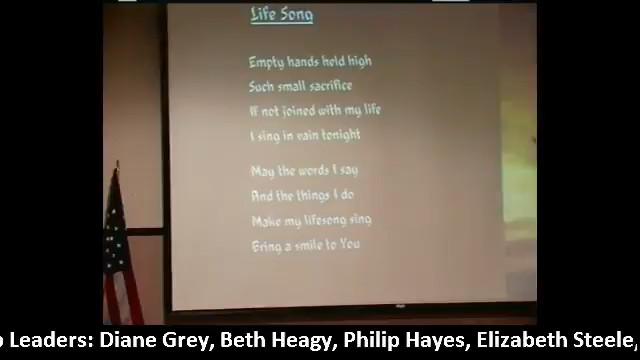 Life Song
Empty hands held high
Such small sacrifice
If not joined with my life
I sing in vain tonight
May the words I say
And the things I do
Make my lifesong sing
Bring a smile to You
Leaders: Diane Grey, Beth Heagy, Philip Hayes, Elizabeth Steele,